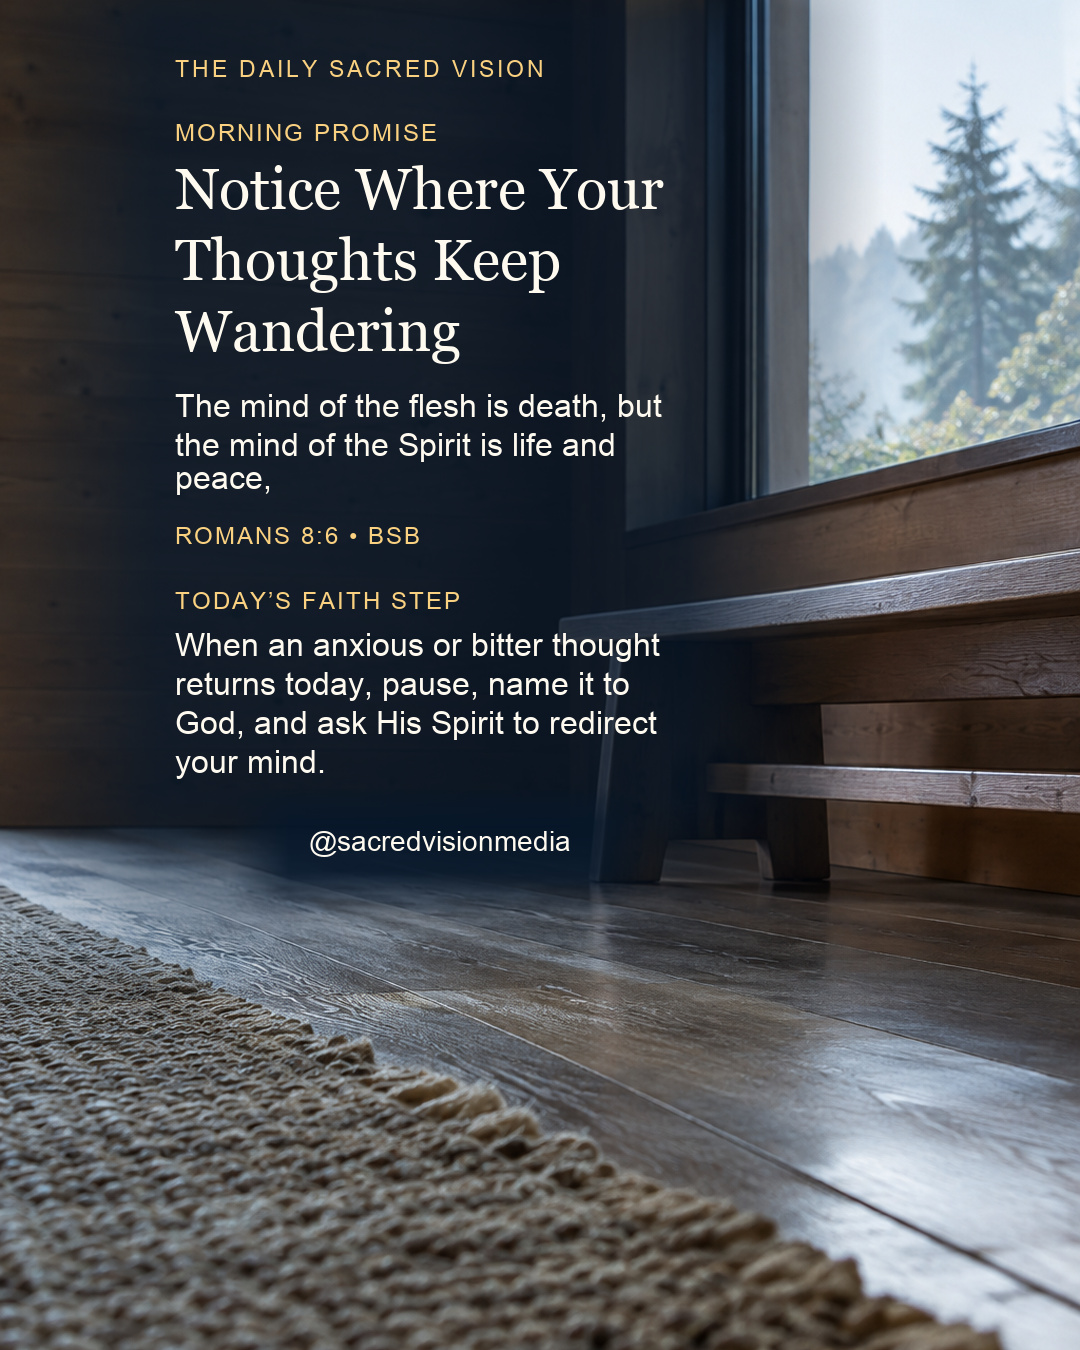 THE DAILY SACRED VISION
MORNING PROMISE
Notice Where Your
Thoughts Keep
Wandering
The mind of the flesh is death, but
the mind of the Spirit is life and
peace,
ROMANS 8:6 • BSB
TODAY’S FAITH STEP
When an anxious or bitter thought
returns today, pause, name it to
God, and ask His Spirit to redirect
your mind.
@sacredvisionmedia